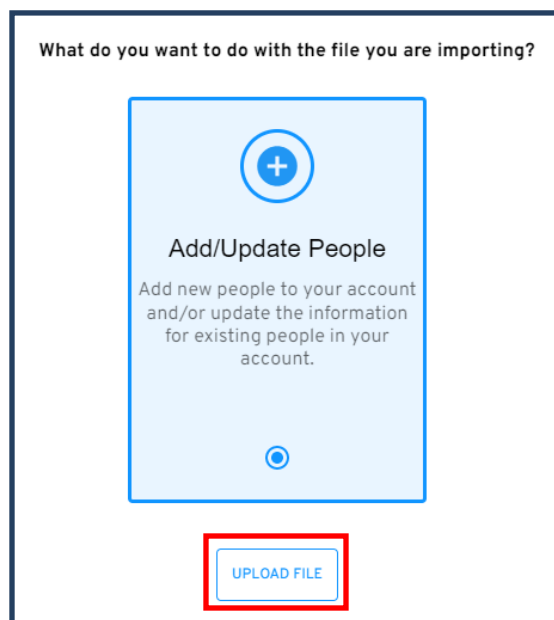 What do you want to do with the file you are importing?
Add/Update People
Add new people to your account
and/or update the information
for existing people in your
account.
UPLOAD FILE